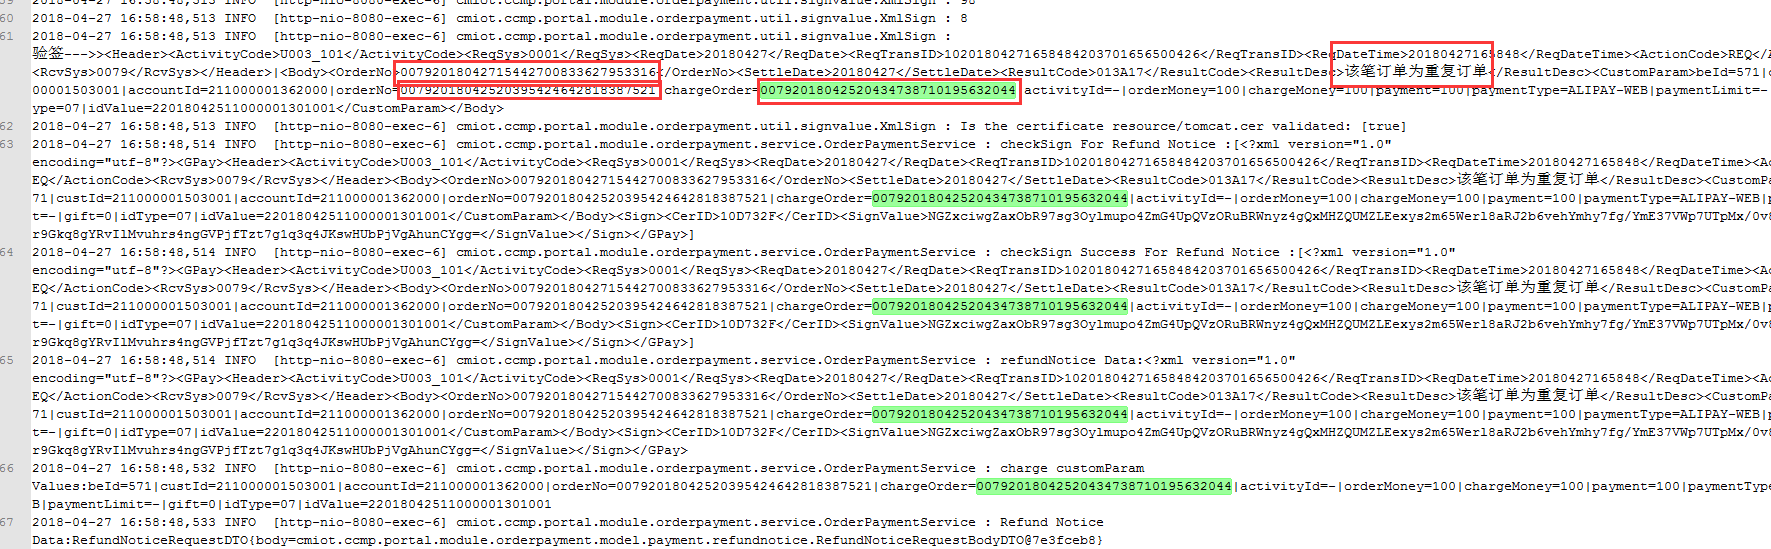 59 2018-04-27 16:58:48,513 INFO  [http-nio-8080-exec-6] cmiot.ccmp.portal.module.orderpayment.util.signvalue.XmlSign : 98
60 2018-04-27 16:58:48,513 INFO  [http-nio-8080-exec-6] cmiot.ccmp.portal.module.orderpayment.util.signvalue.XmlSign : 8
61 2018-04-27 16:58:48,513 INFO  [http-nio-8080-exec-6] cmiot.ccmp.portal.module.orderpayment.util.signvalue.XmlSign :
验签--->><Header><ActivityCode>U003_101</ActivityCode><ReqSys>0001</ReqSys><ReqDate>20180427</ReqDate><ReqTransID>10201804271658484203701656500426</ReqTransID><ReqDateTime>20180427165848</ReqDateTime><ActionCode>REQ</A
<RcvSys>0079</RcvSys></Header>|<Body><OrderNo>00792018042715442700833627953316</OrderNo><SettleDate>20180427</SettleDate><ResultCode>013A17</ResultCode><ResultDesc>该笔订单为重复订单</ResultDesc><CustomParam>beId=571|c
00001503001|accountId=211000001362000|orderNo=00792018042520395424642818387521|chargeOrder=00792018042520434738710195632044|activityId=-|orderMoney=100|chargeMoney=100|payment=100|paymentType=ALIPAY-WEB|paymentLimit=-
ype=07|idValue=22018042511000001301001</CustomParam></Body>
62 2018-04-27 16:58:48,513 INFO  [http-nio-8080-exec-6] cmiot.ccmp.portal.module.orderpayment.util.signvalue.XmlSign : Is the certificate resource/tomcat.cer validated: [true]
63 2018-04-27 16:58:48,514 INFO  [http-nio-8080-exec-6] cmiot.ccmp.portal.module.orderpayment.service.OrderPaymentService : checkSign For Refund Notice :[<?xml version="1.0"
encoding="utf-8"?><GPay><Header><ActivityCode>U003_101</ActivityCode><ReqSys>0001</ReqSys><ReqDate>20180427</ReqDate><ReqTransID>10201804271658484203701656500426</ReqTransID><ReqDateTime>20180427165848</ReqDateTime><Ac
EQ</ActionCode><RcvSys>0079</RcvSys></Header><Body><OrderNo>00792018042715442700833627953316</OrderNo><SettleDate>20180427</SettleDate><ResultCode>013A17</ResultCode><ResultDesc>该笔订单为重复订单</ResultDesc><CustomPa
71|custId=211000001503001|accountId=211000001362000|orderNo=00792018042520395424642818387521|chargeOrder=00792018042520434738710195632044|activityId=-|orderMoney=100|chargeMoney=100|payment=100|paymentType=ALIPAY-WEB|p
t=-|gift=0|idType=07|idValue=22018042511000001301001</CustomParam></Body><Sign><CerID>10D732F</CerID><SignValue>NGZxciwgZaxObR97sg3Oylmupo4ZmG4UpQVzORuBRWnyz4gQxMHZQUMZLEexys2m65Werl8aRJ2b6vehYmhy7fg/YmE37VWp7UTpMx/0v8
r9Gkq8gYRvIlMvuhrs4ngGVPjfTzt7g1q3q4JKswHUbPjVgAhunCYgg=</SignValue></Sign></GPay>]
64 2018-04-27 16:58:48,514 INFO  [http-nio-8080-exec-6] cmiot.ccmp.portal.module.orderpayment.service.OrderPaymentService : checkSign Success For Refund Notice :[<?xml version="1.0"
encoding="utf-8"?><GPay><Header><ActivityCode>U003_101</ActivityCode><ReqSys>0001</ReqSys><ReqDate>20180427</ReqDate><ReqTransID>10201804271658484203701656500426</ReqTransID><ReqDateTime>20180427165848</ReqDateTime><Ac
EQ</ActionCode><RcvSys>0079</RcvSys></Header><Body><OrderNo>00792018042715442700833627953316</OrderNo><SettleDate>20180427</SettleDate><ResultCode>013A17</ResultCode><ResultDesc>该笔订单为重复订单</ResultDesc><CustomPa
71|custId=211000001503001|accountId=211000001362000|orderNo=00792018042520395424642818387521|chargeOrder=00792018042520434738710195632044|activityId=-|orderMoney=100|chargeMoney=100|payment=100|paymentType=ALIPAY-WEB|p
t=-|gift=0|idType=07|idValue=22018042511000001301001</CustomParam></Body><Sign><CerID>10D732F</CerID><SignValue>NGZxciwgZaxObR97sg3Oylmupo4ZmG4UpQVzORuBRWnyz4gQxMHZQUMZLEexys2m65Werl8aRJ2b6vehYmhy7fg/YmE37VWp7UTpMx/0v8
r9Gkq8gYRvIlMvuhrs4ngGVPjfTzt7g1q3q4JKswHUbPjVgAhunCYgg=</SignValue></Sign></GPay>]
65 2018-04-27 16:58:48,514 INFO  [http-nio-8080-exec-6] cmiot.ccmp.portal.module.orderpayment.service.OrderPaymentService : refundNotice Data:<?xml version="1.0"
encoding="utf-8"?><GPay><Header><ActivityCode>U003_101</ActivityCode><ReqSys>0001</ReqSys><ReqDate>20180427</ReqDate><ReqTransID>10201804271658484203701656500426</ReqTransID><ReqDateTime>20180427165848</ReqDateTime><Ac
EQ</ActionCode><RcvSys>0079</RcvSys></Header><Body><OrderNo>00792018042715442700833627953316</OrderNo><SettleDate>20180427</SettleDate><ResultCode>013A17</ResultCode><ResultDesc>该笔订单为重复订单</ResultDesc><CustomPa
71|custId=211000001503001|accountId=211000001362000|orderNo=00792018042520395424642818387521|chargeOrder=00792018042520434738710195632044|activityId=-|orderMoney=100|chargeMoney=100|payment=100|paymentType=ALIPAY-WEB|p
t=-|gift=0|idType=07|idValue=22018042511000001301001</CustomParam></Body><Sign><CerID>10D732F</CerID><SignValue>NGZxciwgZaxObR97sg3Oylmupo4ZmG4UpQVzORuBRWnyz4gQxMHZQUMZLEexys2m65Werl8aRJ2b6vehYmhy7fg/YmE37VWp7UTpMx/0v8
r9Gkq8gYRvIlMvuhrs4ngGVPjfTzt7g1q3q4JKswHUbPjVgAhunCYgg=</SignValue></Sign></GPay>
66 2018-04-27 16:58:48,532 INFO  [http-nio-8080-exec-6] cmiot.ccmp.portal.module.orderpayment.service.OrderPaymentService : charge customParam
Values:beId=571|custId=211000001503001|accountId=211000001362000|orderNo=00792018042520395424642818387521|chargeOrder=00792018042520434738710195632044|activityId=-|orderMoney=100|chargeMoney=100|payment=100|paymentType
B|paymentLimit=-|gift=0|idType=07|idValue=22018042511000001301001
67 2018-04-27 16:58:48,533 INFO  [http-nio-8080-exec-6] cmiot.ccmp.portal.module.orderpayment.service.OrderPaymentService : Refund Notice
Data:RefundNoticeRequestDTO{body=cmiot.ccmp.portal.module.orderpayment.model.payment.refundnotice.RefundNoticeRequestBodyDTO@7e3fceb8}